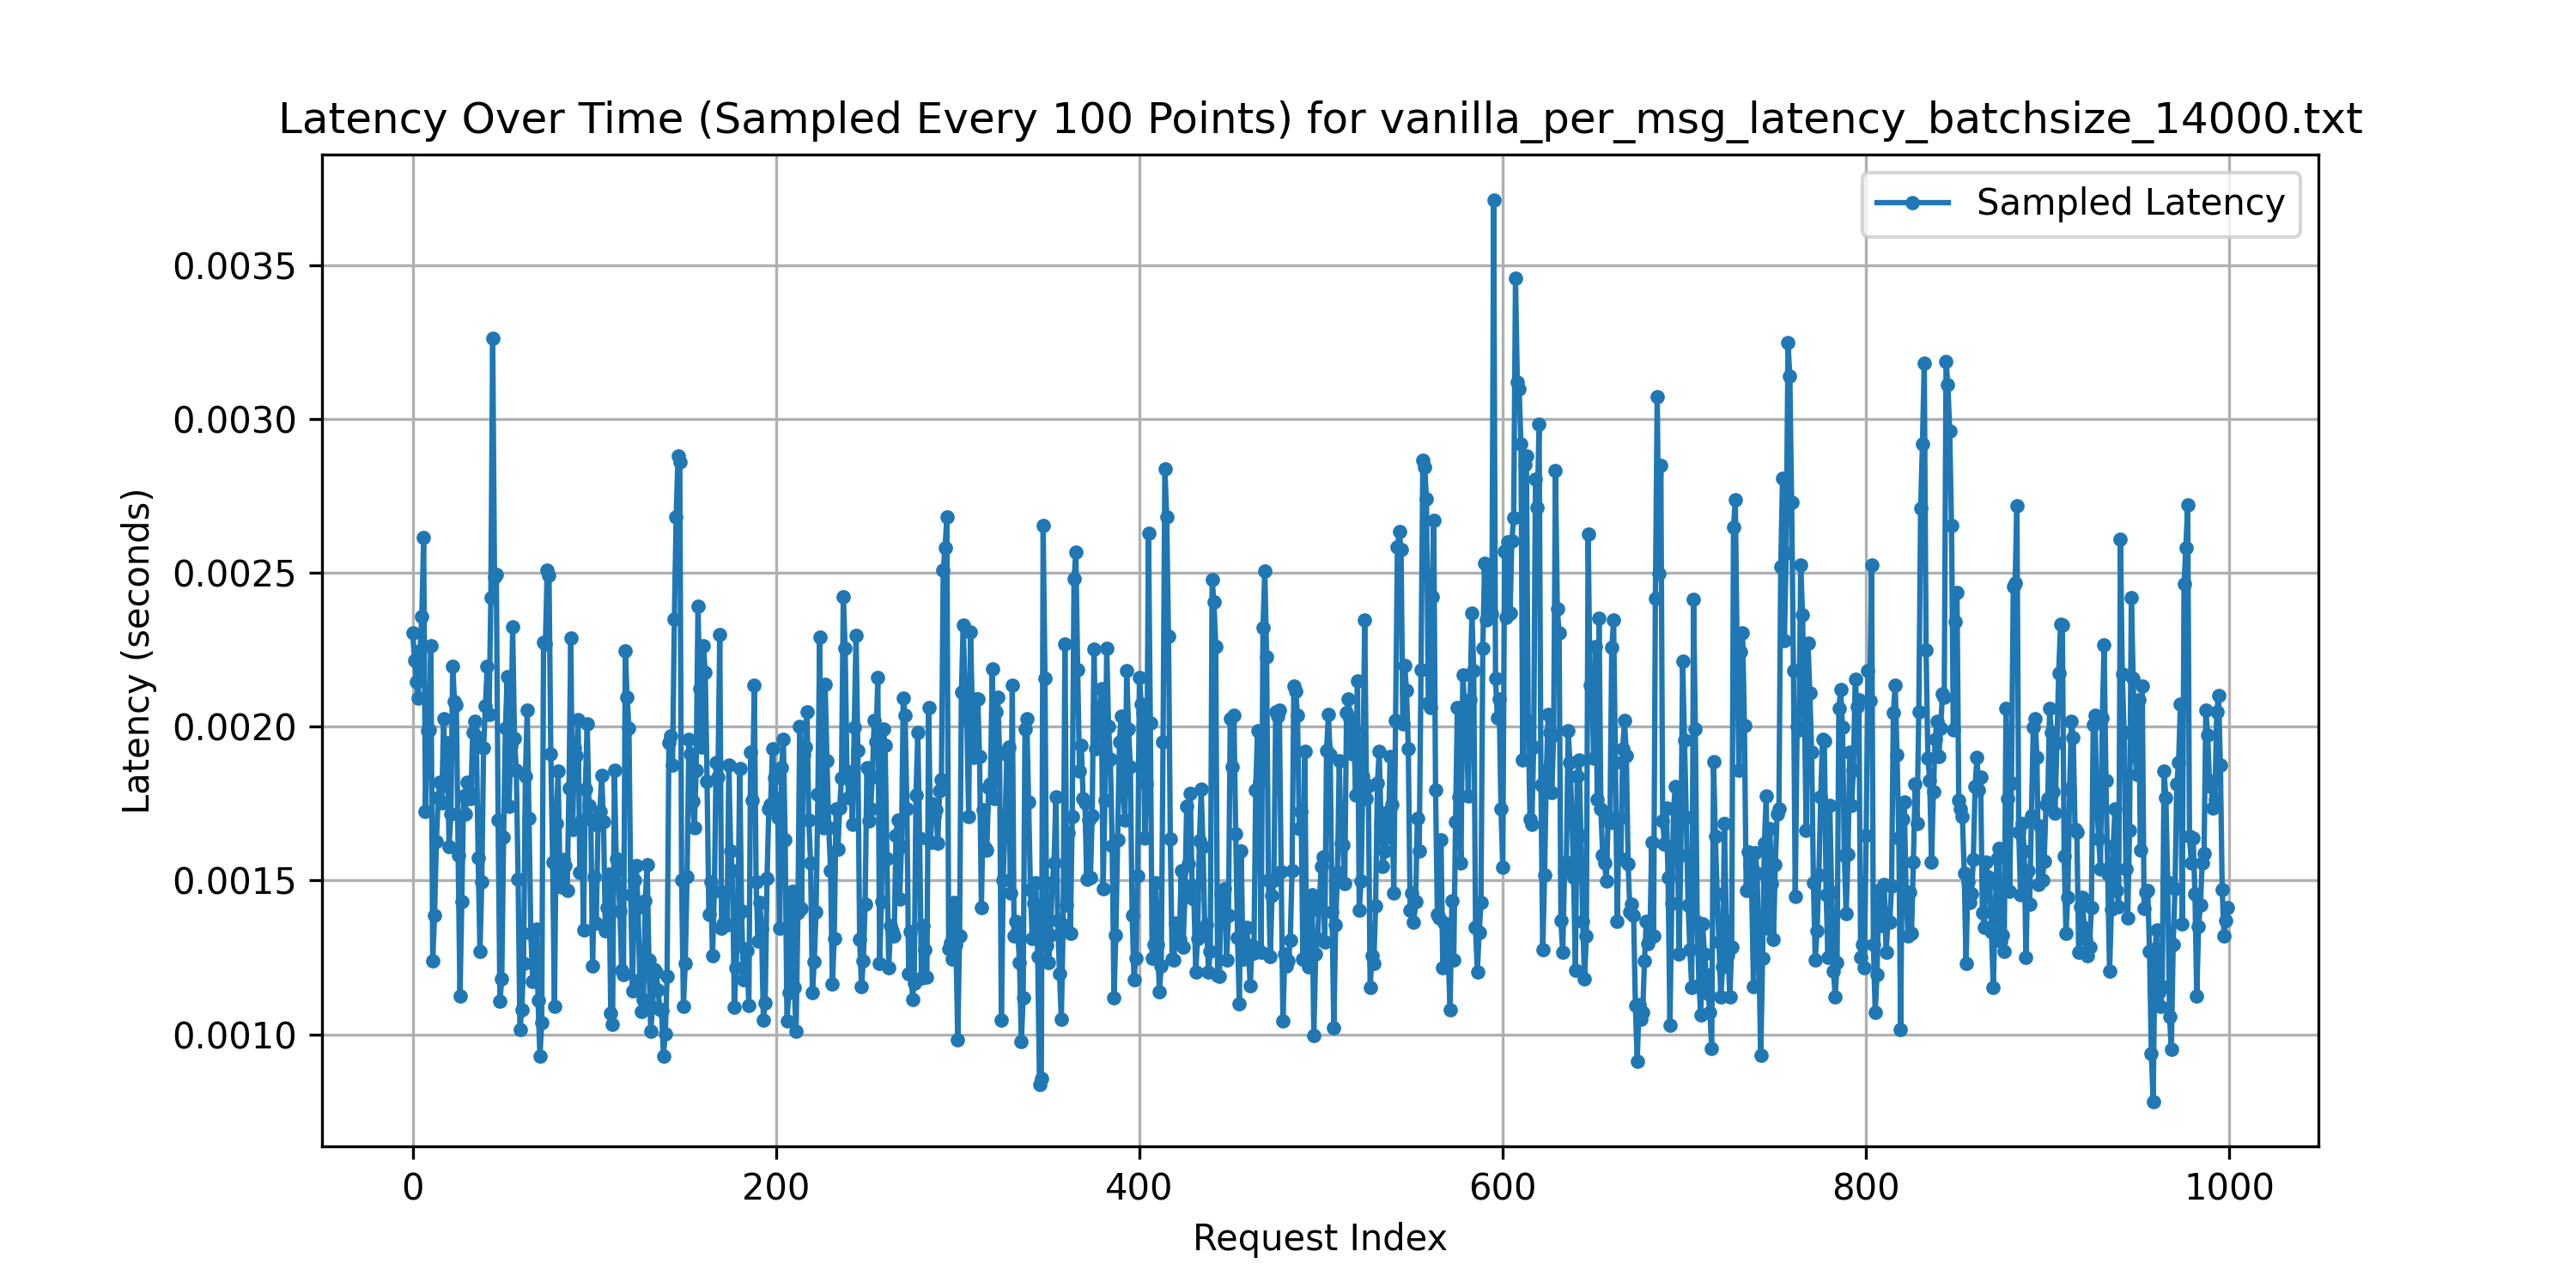 Latency Over Time (Sampled Every 100 Points) for vanilla_per_msg_latency_batchsize_14000.txt
Sampled Latency
Latency (seconds)
0.0035
0.0030
0.0025
0.0020
0.0015
0.0010
0 200 400 600 800 1000
Request Index